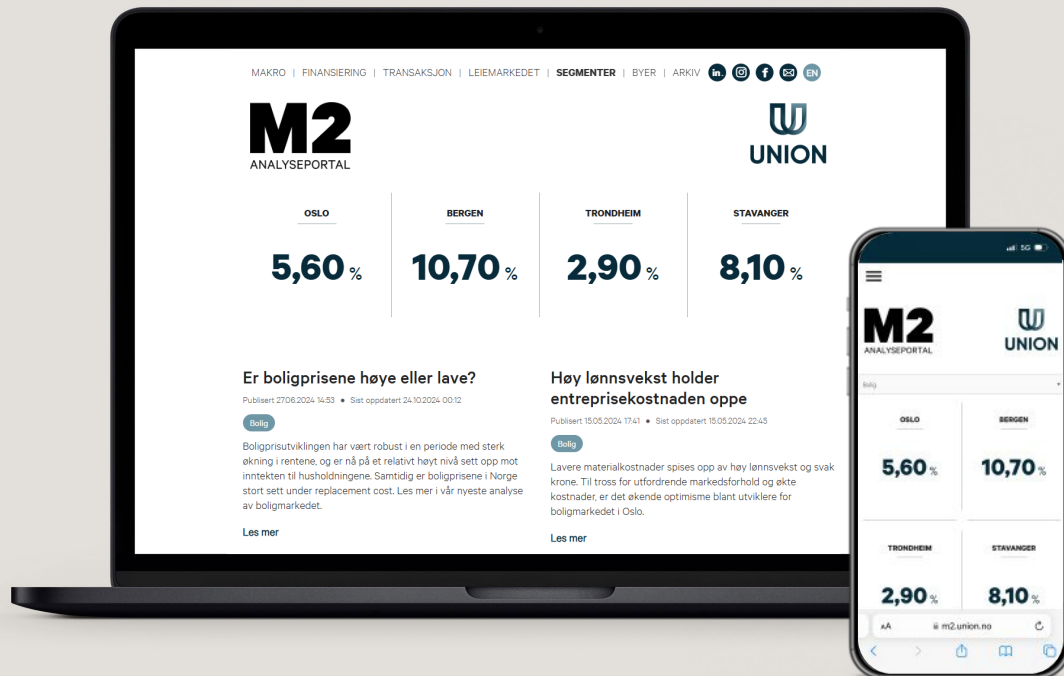 MAKRO | FINANSIERING | TRANSAKSJON | LEIEMARKEDET | SEGMENTER | BYER | ARKIV in. f EN
M2
ANALYSEPORTAL
UNION
OSLO
BERGEN
TRONDHEIM
STAVANGER
5,60 %
10,70 %
2,90 %
8,10 %
Er boligprisene høye eller lave?
Publisert 27.06.2024 14:53 ● Sist oppdatert 24.10.2024 00:12
Bolig
Boligprisutviklingen har vært robust i en periode med sterk
økning i rentene, og er nå på et relativt høyt nivå sett opp mot
inntekten til husholdningene. Samtidig er boligprisene i Norge
stort sett under replacement cost. Les mer i vår nyeste analyse
av boligmarkedet.
Les mer
Høy lønnsvekst holder
entreprisekostnaden oppe
Publisert 15.05.2024 17:41 ● Sist oppdatert 15.05.2024 22:45
Bolig
Lavere materialkostnader spises opp av høy lønnsvekst og svak
krone. Til tross for utfordrende markedsforhold og økte
kostnader, er det økende optimisme blant utviklere for
boligmarkedet i Oslo.
Les mer
5G
M2
ANALYSEPORTAL
UNION
Bolig
OSLO
BERGEN
5,60 %
10,70 %
TRONDHEIM
STAVANGER
2,90 %
8,10 %
AA m2.union.no